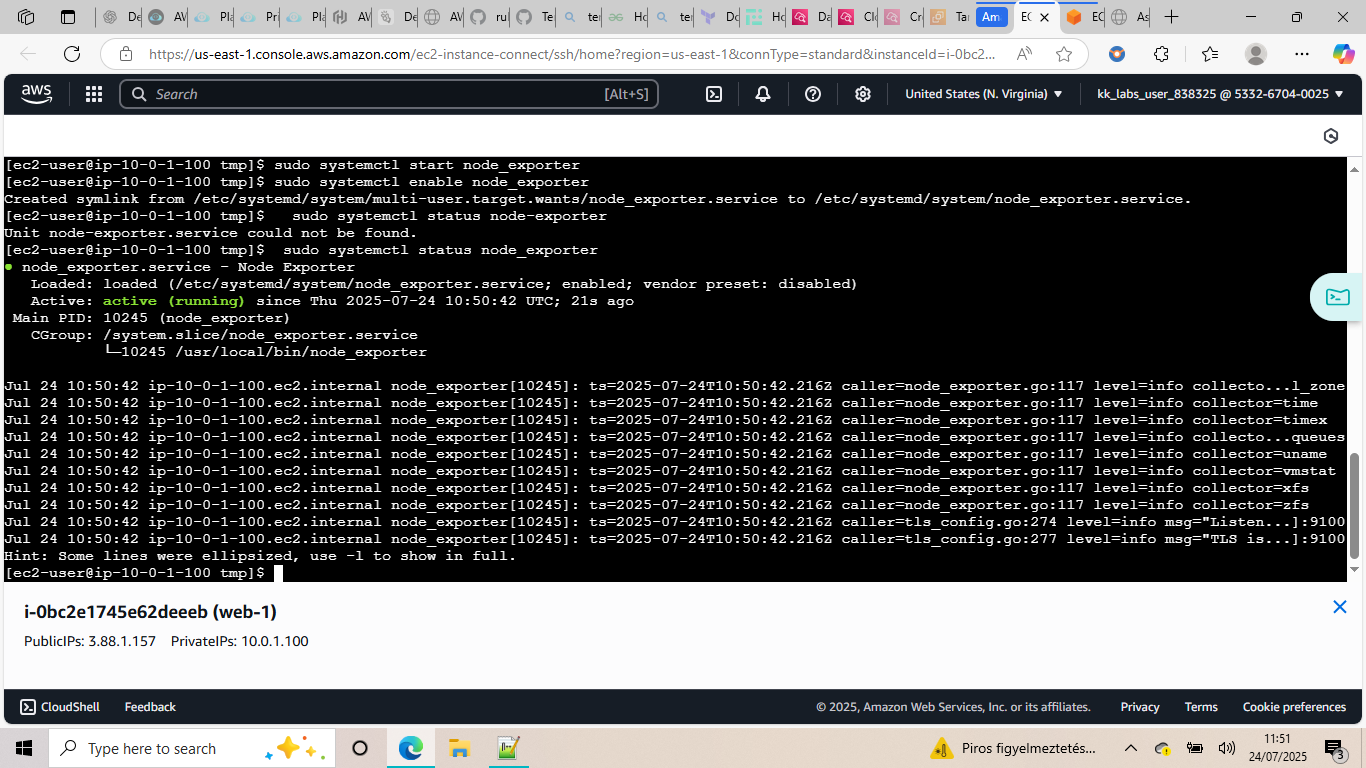 De
AV
Pla
Pri
Pla
AV
De
AV
rul
Te
ter
Ho
ter
Do
Ho
Da
Clo
Cr
Tar
Am
EC
EC
As
https://us-east-1.console.aws.amazon.com/ec2-instance-connect/ssh/home?region=us-east-1&connType=standard&instanceId=i-0bc2...
aws
Search
[Alt+S]
United States (N. Virginia)
kk_labs_user_838325 @ 5332-6704-0025
[ec2-user@ip-10-0-1-100 tmp]$ sudo systemctl start node_exporter
[ec2-user@ip-10-0-1-100 tmp]$ sudo systemctl enable node_exporter
Created symlink from /etc/systemd/system/multi-user.target.wants/node_exporter.service to /etc/systemd/system/node_exporter.service.
[ec2-user@ip-10-0-1-100 tmp]$   sudo systemctl status node-exporter
Unit node-exporter.service could not be found.
[ec2-user@ip-10-0-1-100 tmp]$  sudo systemctl status node_exporter
● node_exporter.service - Node Exporter
Loaded: loaded (/etc/systemd/system/node_exporter.service; enabled; vendor preset: disabled)
Active: active (running) since Thu 2025-07-24 10:50:42 UTC; 21s ago
Main PID: 10245 (node_exporter)
CGroup: /system.slice/node_exporter.service
└─10245 /usr/local/bin/node_exporter
Jul 24 10:50:42 ip-10-0-1-100.ec2.internal node_exporter[10245]: ts=2025-07-24T10:50:42.216Z caller=node_exporter.go:117 level=info collecto...l_zone
Jul 24 10:50:42 ip-10-0-1-100.ec2.internal node_exporter[10245]: ts=2025-07-24T10:50:42.216Z caller=node_exporter.go:117 level=info collector=time
Jul 24 10:50:42 ip-10-0-1-100.ec2.internal node_exporter[10245]: ts=2025-07-24T10:50:42.216Z caller=node_exporter.go:117 level=info collector=timex
Jul 24 10:50:42 ip-10-0-1-100.ec2.internal node_exporter[10245]: ts=2025-07-24T10:50:42.216Z caller=node_exporter.go:117 level=info collecto...queues
Jul 24 10:50:42 ip-10-0-1-100.ec2.internal node_exporter[10245]: ts=2025-07-24T10:50:42.216Z caller=node_exporter.go:117 level=info collector=uname
Jul 24 10:50:42 ip-10-0-1-100.ec2.internal node_exporter[10245]: ts=2025-07-24T10:50:42.216Z caller=node_exporter.go:117 level=info collector=vmstat
Jul 24 10:50:42 ip-10-0-1-100.ec2.internal node_exporter[10245]: ts=2025-07-24T10:50:42.216Z caller=node_exporter.go:117 level=info collector=xfs
Jul 24 10:50:42 ip-10-0-1-100.ec2.internal node_exporter[10245]: ts=2025-07-24T10:50:42.216Z caller=node_exporter.go:117 level=info collector=zfs
Jul 24 10:50:42 ip-10-0-1-100.ec2.internal node_exporter[10245]: ts=2025-07-24T10:50:42.216Z caller=tls_config.go:274 level=info msg="Listen...]:9100
Jul 24 10:50:42 ip-10-0-1-100.ec2.internal node_exporter[10245]: ts=2025-07-24T10:50:42.216Z caller=tls_config.go:277 level=info msg="TLS is...]:9100
Hint: Some lines were ellipsized, use -l to show in full.
[ec2-user@ip-10-0-1-100 tmp]$
i-0bc2e1745e62deeeb (web-1)
PublicIPs: 3.88.1.157    PrivateIPs: 10.0.1.100
CloudShell
Feedback
© 2025, Amazon Web Services, Inc. or its affiliates.
Privacy
Terms
Cookie preferences
Type here to search
Piros figyelmeztetés...
11:51
24/07/2025
3